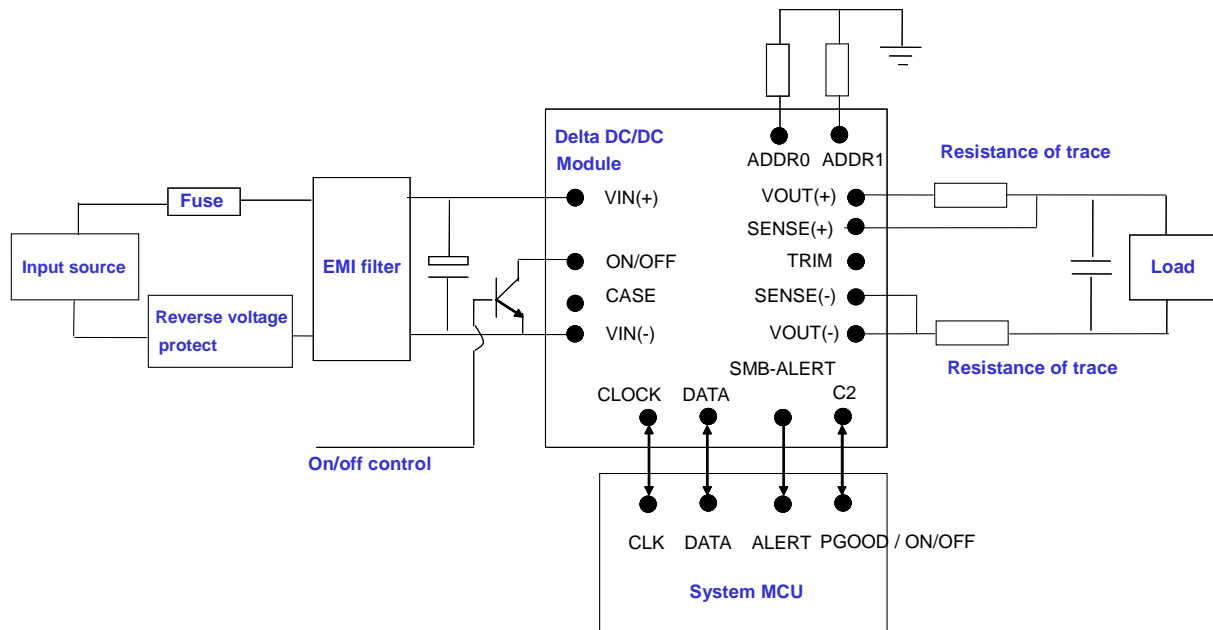 Delta DC/DC
Module
ADDR0 ADDR1
Resistance of trace
Fuse
VIN(+)
VOUT(+)
SENSE(+)
Input source
EMI filter
ON/OFF
TRIM
Load
CASE
SENSE(-)
Reverse voltage
protect
VIN(-)
VOUT(-)
SMB-ALERT
Resistance of trace
CLOCK DATA
C2
On/off control
CLK DATA ALERT PGOOD / ON/OFF
System MCU